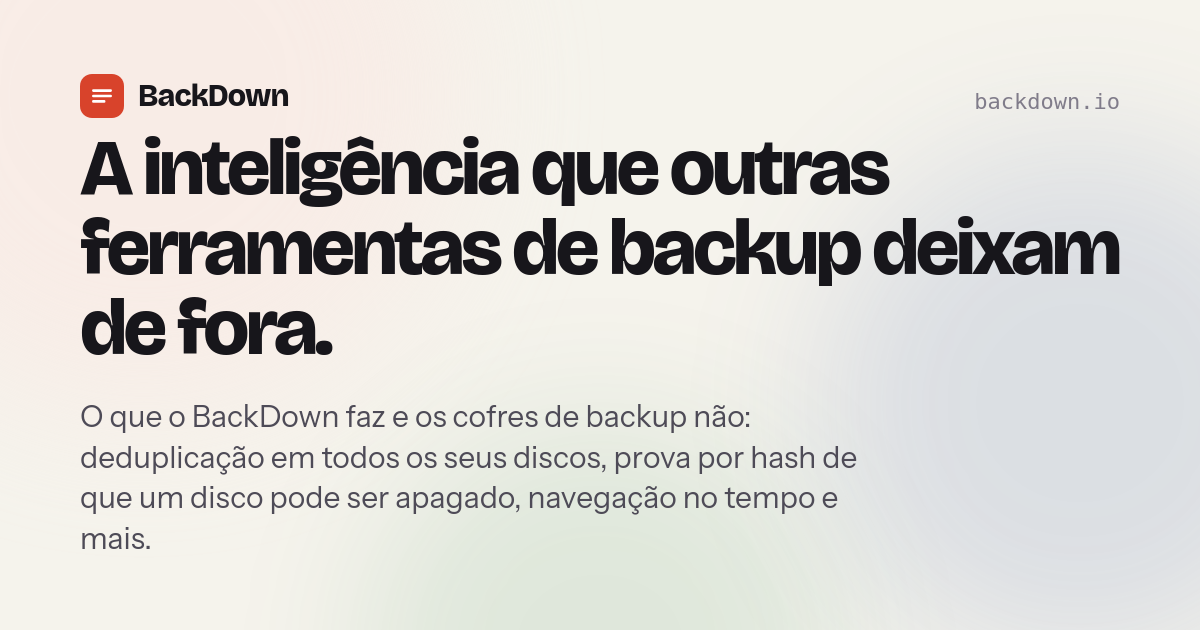 BackDown
backdown.io
A inteligência que outras
ferramentas de backup deixam
de fora.
O que o BackDown faz e os cofres de backup não:
deduplicação em todos os seus discos, prova por hash de
que um disco pode ser apagado, navegação no tempo e
mais.